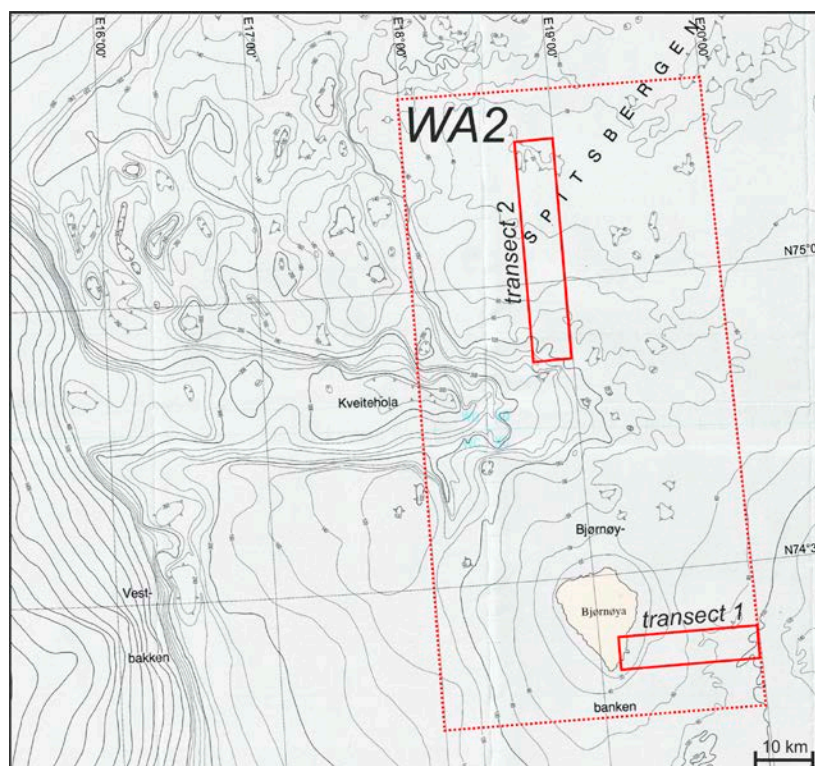 E16°00'
E17°00'
E18°00'
E19°00'
E20°00'
WA2
SPITSBERGEN
transect 2
N75°0
Kveitehola
Bjørnøy-
N74°3
Vest-
bakken
Bjørnøya
transect 1
banken
10 km